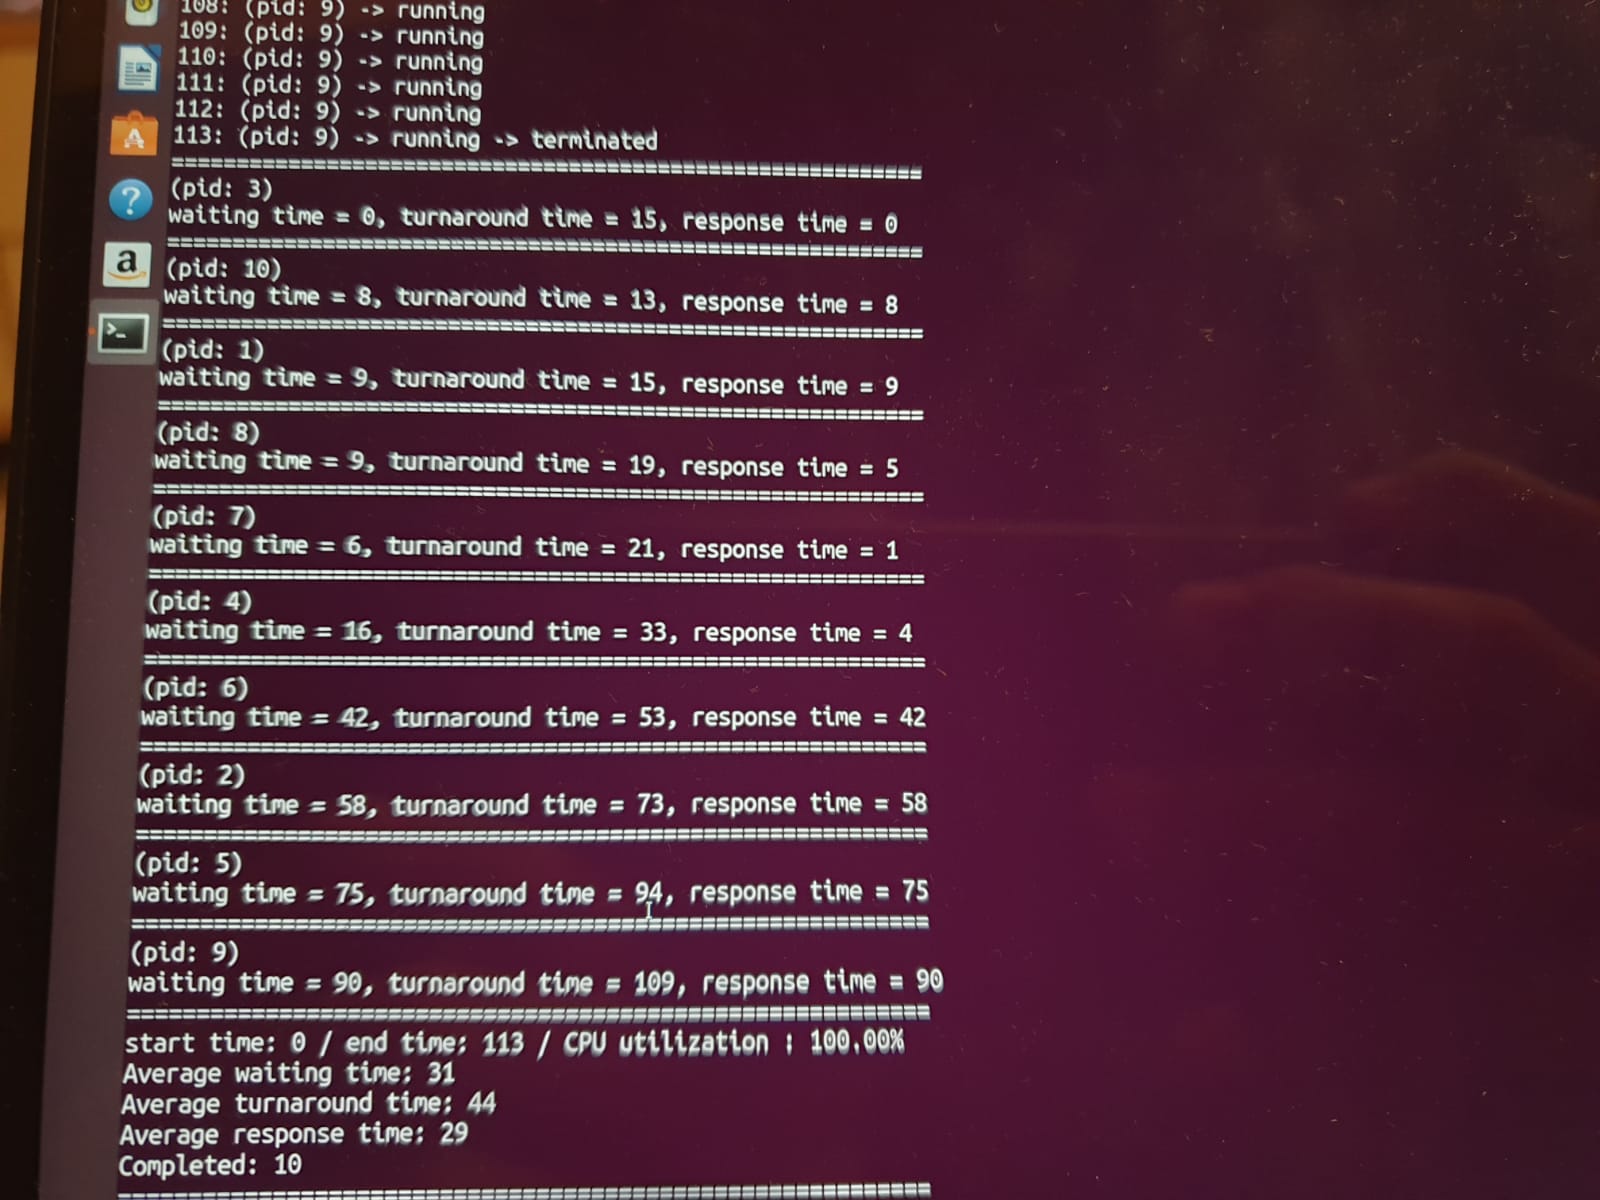 108: (pid: 9) -> running
109: (pid: 9) -> running
110: (pid: 9) -> running
111: (pid: 9) -> running
112: (pid: 9) -> running
113: (pid: 9) -> running -> terminated
============================================================
(pid: 3)
waiting time = 0, turnaround time = 15, response time = 0
============================================================
(pid: 10)
waiting time = 8, turnaround time = 13, response time = 8
============================================================
(pid: 1)
waiting time = 9, turnaround time = 15, response time = 9
============================================================
(pid: 8)
waiting time = 9, turnaround time = 19, response time = 5
============================================================
(pid: 7)
waiting time = 6, turnaround time = 21, response time = 1
============================================================
(pid: 4)
waiting time = 16, turnaround time = 33, response time = 4
============================================================
(pid: 6)
waiting time = 42, turnaround time = 53, response time = 42
============================================================
(pid: 2)
waiting time = 58, turnaround time = 73, response time = 58
============================================================
(pid: 5)
waiting time = 75, turnaround time = 94, response time = 75
============================================================
(pid: 9)
waiting time = 90, turnaround time = 109, response time = 90
============================================================
start time: 0 / end time: 113 / CPU utilization : 100.00%
Average waiting time: 31
Average turnaround time: 44
Average response time: 29
Completed: 10
============================================================